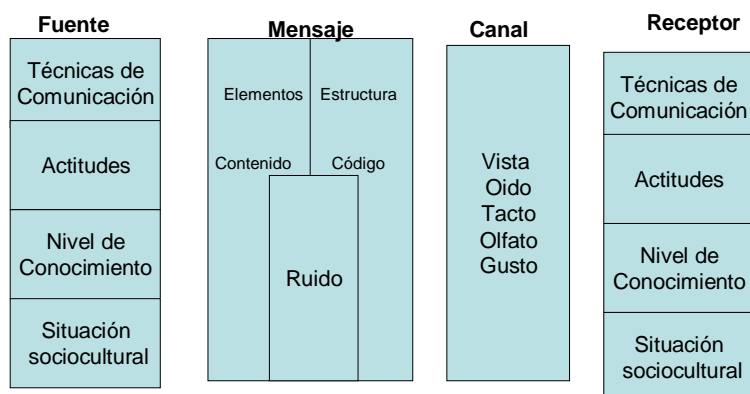 Fuente
Técnicas de
Comunicación
Actitudes
Nivel de
Conocimiento
Situación
sociocultural
Mensaje
Elementos
Estructura
Contenido
Código
Ruido
Canal
Vista
Oido
Tacto
Olfato
Gusto
Receptor
Técnicas de
Comunicación
Actitudes
Nivel de
Conocimiento
Situación
sociocultural